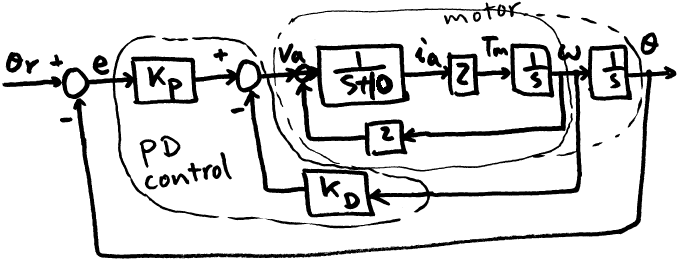 motor
θr + e Kp + Va 1/(s+10) ia 2 Tm 1/s ω 1/s θ
- - 2
PD
control
KD